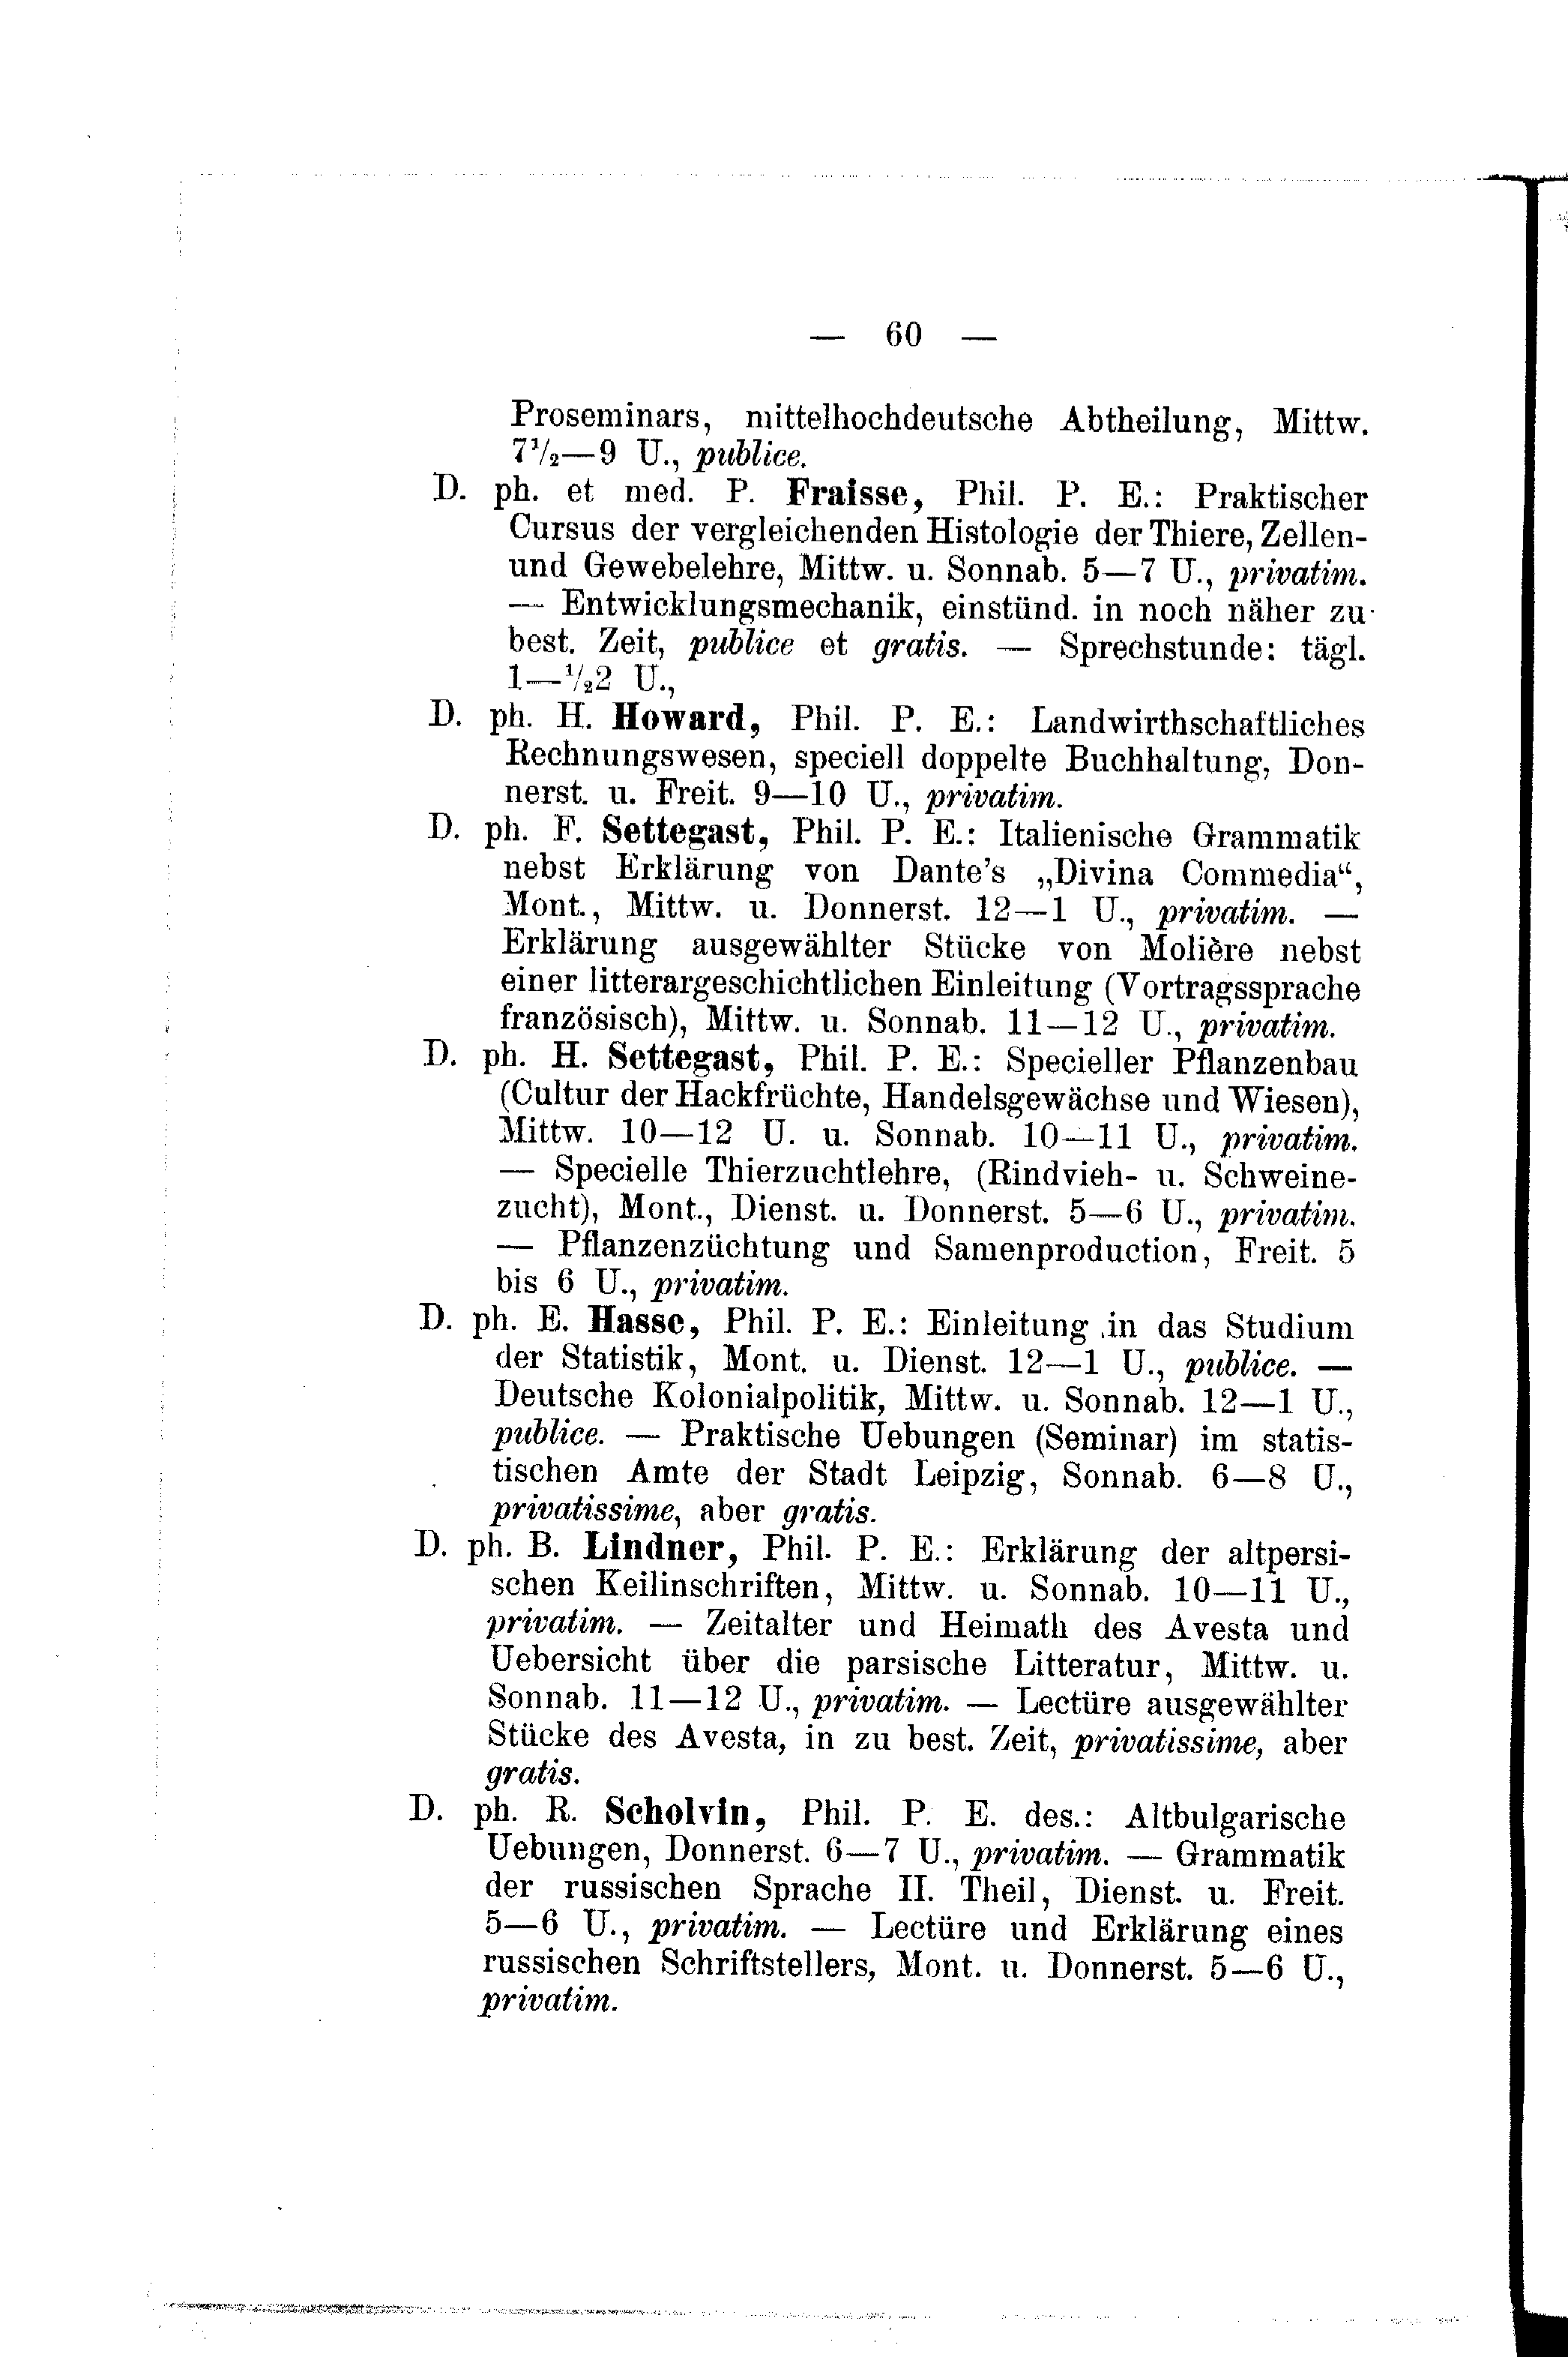 — 60 —
Proseminars, mittelhochdeutsche Abtheilung, Mittw.
7½—9 U., publice.
D. ph. et med. P. Fraisse, Phil. P. E.: Praktischer
Cursus der vergleichenden Histologie der Thiere, Zellen-
und Gewebelehre, Mittw. u. Sonnab. 5—7 U., privatim.
— Entwicklungsmechanik, einstünd. in noch näher zu
best. Zeit, publice et gratis. — Sprechstunde: tägl.
1—½2 U.,
D. ph. H. Howard, Phil. P. E.: Landwirthschaftliches
Rechnungswesen, speciell doppelte Buchhaltung, Don-
nerst. u. Freit. 9—10 U., privatim.
D. ph. F. Settegast, Phil. P. E.: Italienische Grammatik
nebst Erklärung von Dante's „Divina Commedia“,
Mont., Mittw. u. Donnerst. 12—1 U., privatim. —
Erklärung ausgewählter Stücke von Molière nebst
einer litterargeschichtlichen Einleitung (Vortragssprache
französisch), Mittw. u. Sonnab. 11—12 U., privatim.
D. ph. H. Settegast, Phil. P. E.: Specieller Pflanzenbau
(Cultur der Hackfrüchte, Handelsgewächse und Wiesen),
Mittw. 10—12 U. u. Sonnab. 10—11 U., privatim.
— Specielle Thierzuchtlehre, (Rindvieh- u. Schweine-
zucht), Mont., Dienst. u. Donnerst. 5—6 U., privatim.
— Pflanzenzüchtung und Samenproduction, Freit. 5
bis 6 U., privatim.
D. ph. E. Hasse, Phil. P. E.: Einleitung in das Studium
der Statistik, Mont. u. Dienst. 12—1 U., publice. —
Deutsche Kolonialpolitik, Mittw. u. Sonnab. 12—1 U.,
publice. — Praktische Uebungen (Seminar) im statis-
tischen Amte der Stadt Leipzig, Sonnab. 6—8 U.,
privatissime, aber gratis.
D. ph. B. Lindner, Phil. P. E.: Erklärung der altpersi-
schen Keilinschriften, Mittw. u. Sonnab. 10—11 U.,
privatim. — Zeitalter und Heimath des Avesta und
Uebersicht über die parsische Litteratur, Mittw. u.
Sonnab. 11—12 U., privatim. — Lectüre ausgewählter
Stücke des Avesta, in zu best. Zeit, privatissime, aber
gratis.
D. ph. R. Scholvin, Phil. P. E. des.: Altbulgarische
Uebungen, Donnerst. 6—7 U., privatim. — Grammatik
der russischen Sprache II. Theil, Dienst. u. Freit.
5—6 U., privatim. — Lectüre und Erklärung eines
russischen Schriftstellers, Mont. u. Donnerst. 5—6 U.,
privatim.